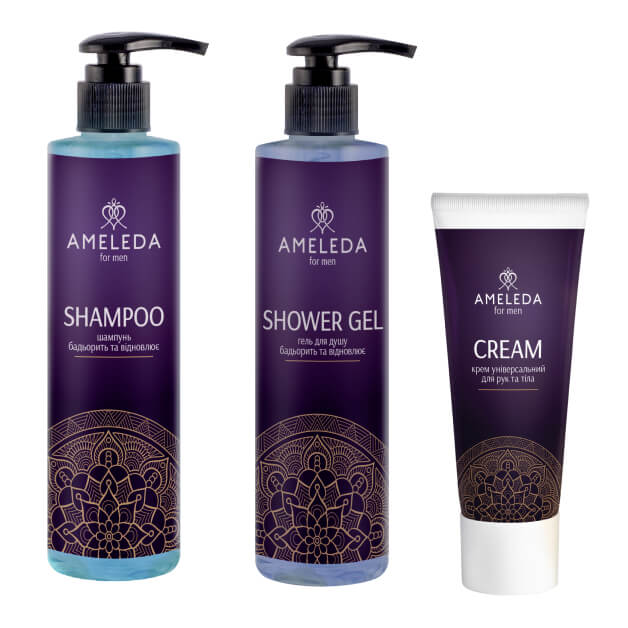 AMELEDA
for men
SHAMPOO
шампунь
бадьорить та відновлює
AMELEDA
for men
SHOWER GEL
гель для душу
бадьорить та відновлює
AMELEDA
for men
CREAM
крем універсальний
для рук та тіла